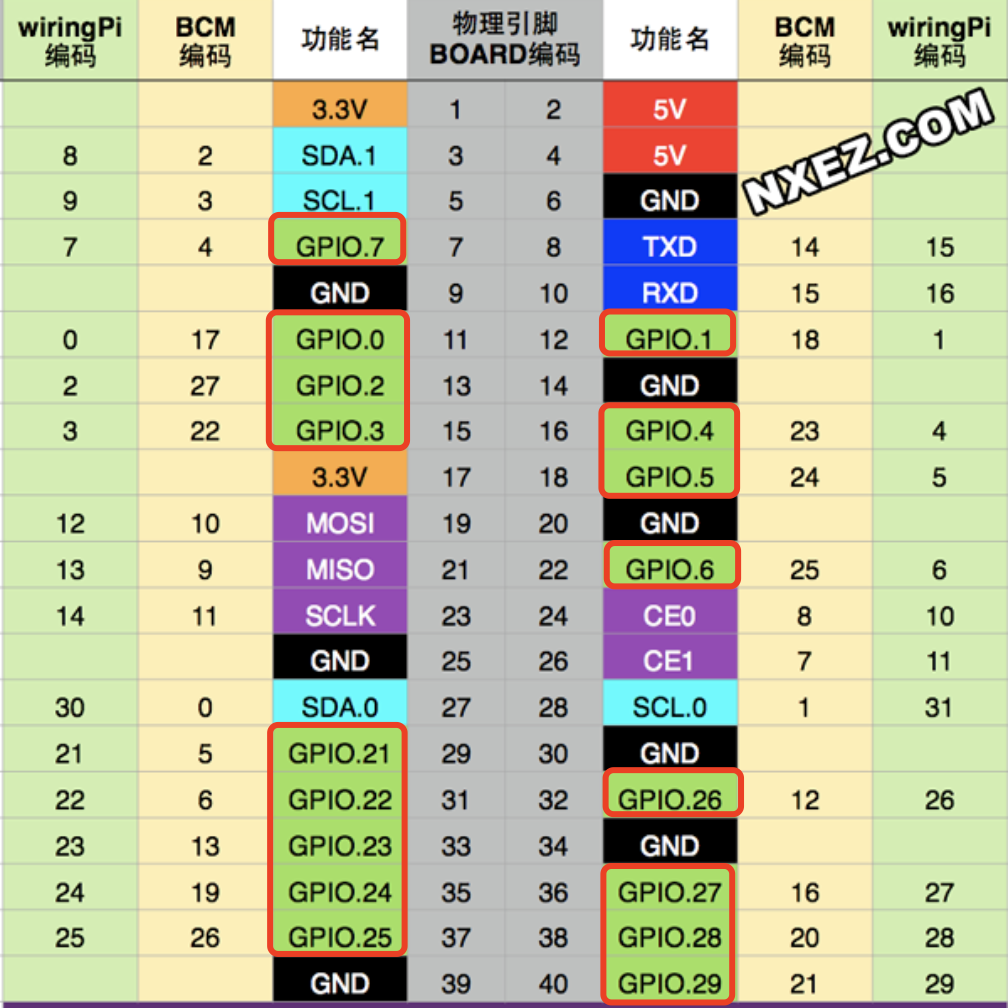 wiringPi 编码 BCM 编码 功能名 物理引脚 BOARD编码 功能名 BCM 编码 wiringPi 编码
3.3V 1 2 5V
8 2 SDA.1 3 4 5V
NXEZ.COM
9 3 SCL.1 5 6 GND
7 4 GPIO.7 7 8 TXD 14 15
GND 9 10 RXD 15 16
0 17 GPIO.0 11 12 GPIO.1 18 1
2 27 GPIO.2 13 14 GND
3 22 GPIO.3 15 16 GPIO.4 23 4
3.3V 17 18 GPIO.5 24 5
12 10 MOSI 19 20 GND
13 9 MISO 21 22 GPIO.6 25 6
14 11 SCLK 23 24 CE0 8 10
GND 25 26 CE1 7 11
30 0 SDA.0 27 28 SCL.0 1 31
21 5 GPIO.21 29 30 GND
22 6 GPIO.22 31 32 GPIO.26 12 26
23 13 GPIO.23 33 34 GND
24 19 GPIO.24 35 36 GPIO.27 16 27
25 26 GPIO.25 37 38 GPIO.28 20 28
GND 39 40 GPIO.29 21 29